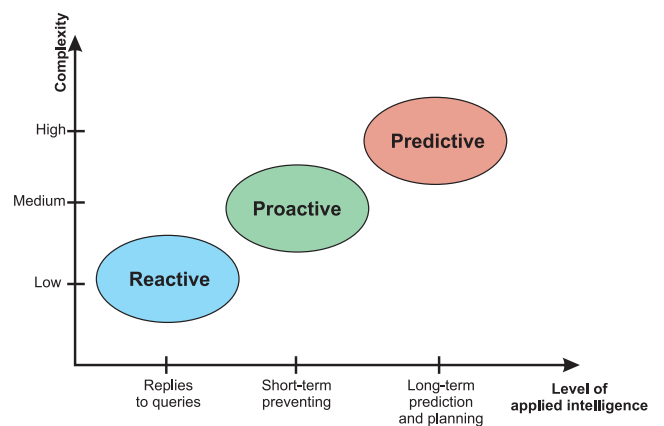 Complexity
High
Predictive
Medium
Proactive
Low
Reactive
Replies
to queries
Short-term
preventing
Long-term
prediction
and planning
Level of
applied intelligence